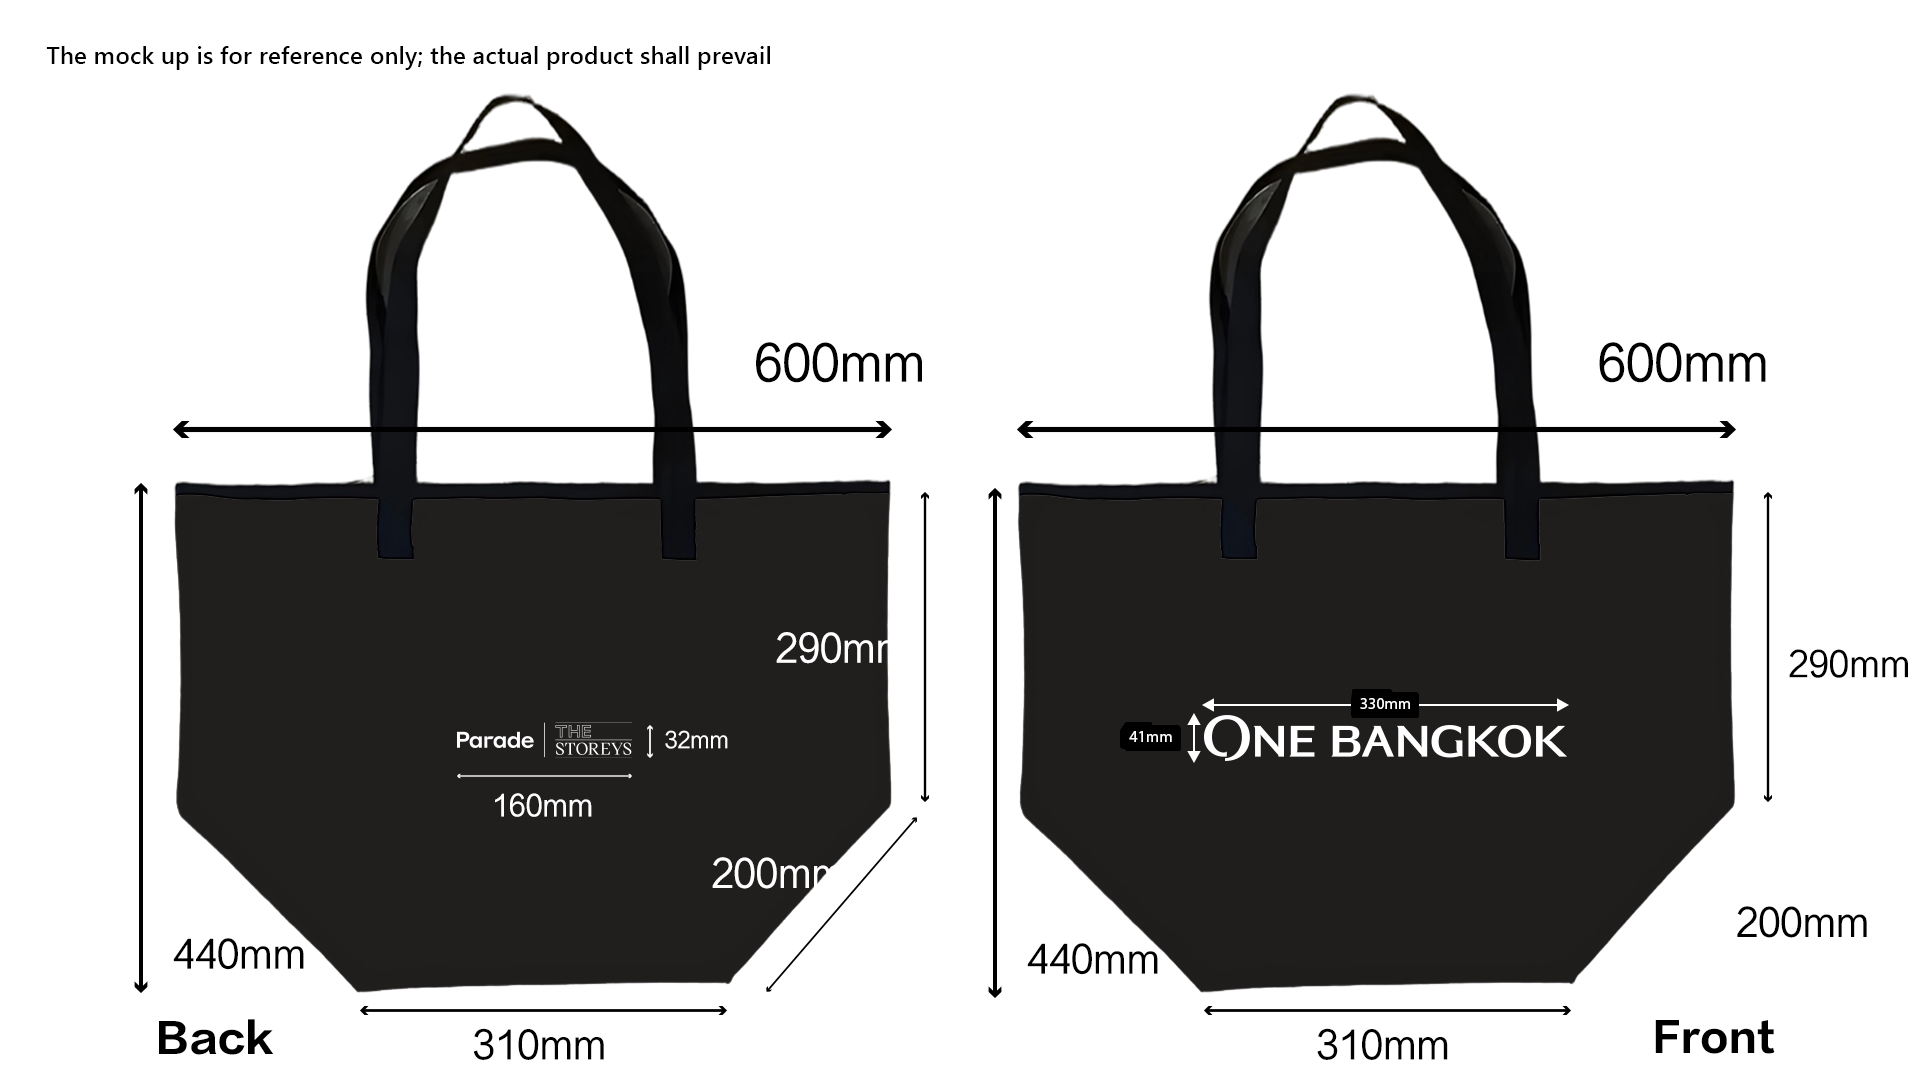 The mock up is for reference only; the actual product shall prevail
600mm
290mm
Parade
THE
STOREYS
32mm
160mm
200mm
440mm
310mm
Back
600mm
290mm
330mm
41mm
ONE BANGKOK
200mm
440mm
310mm
Front